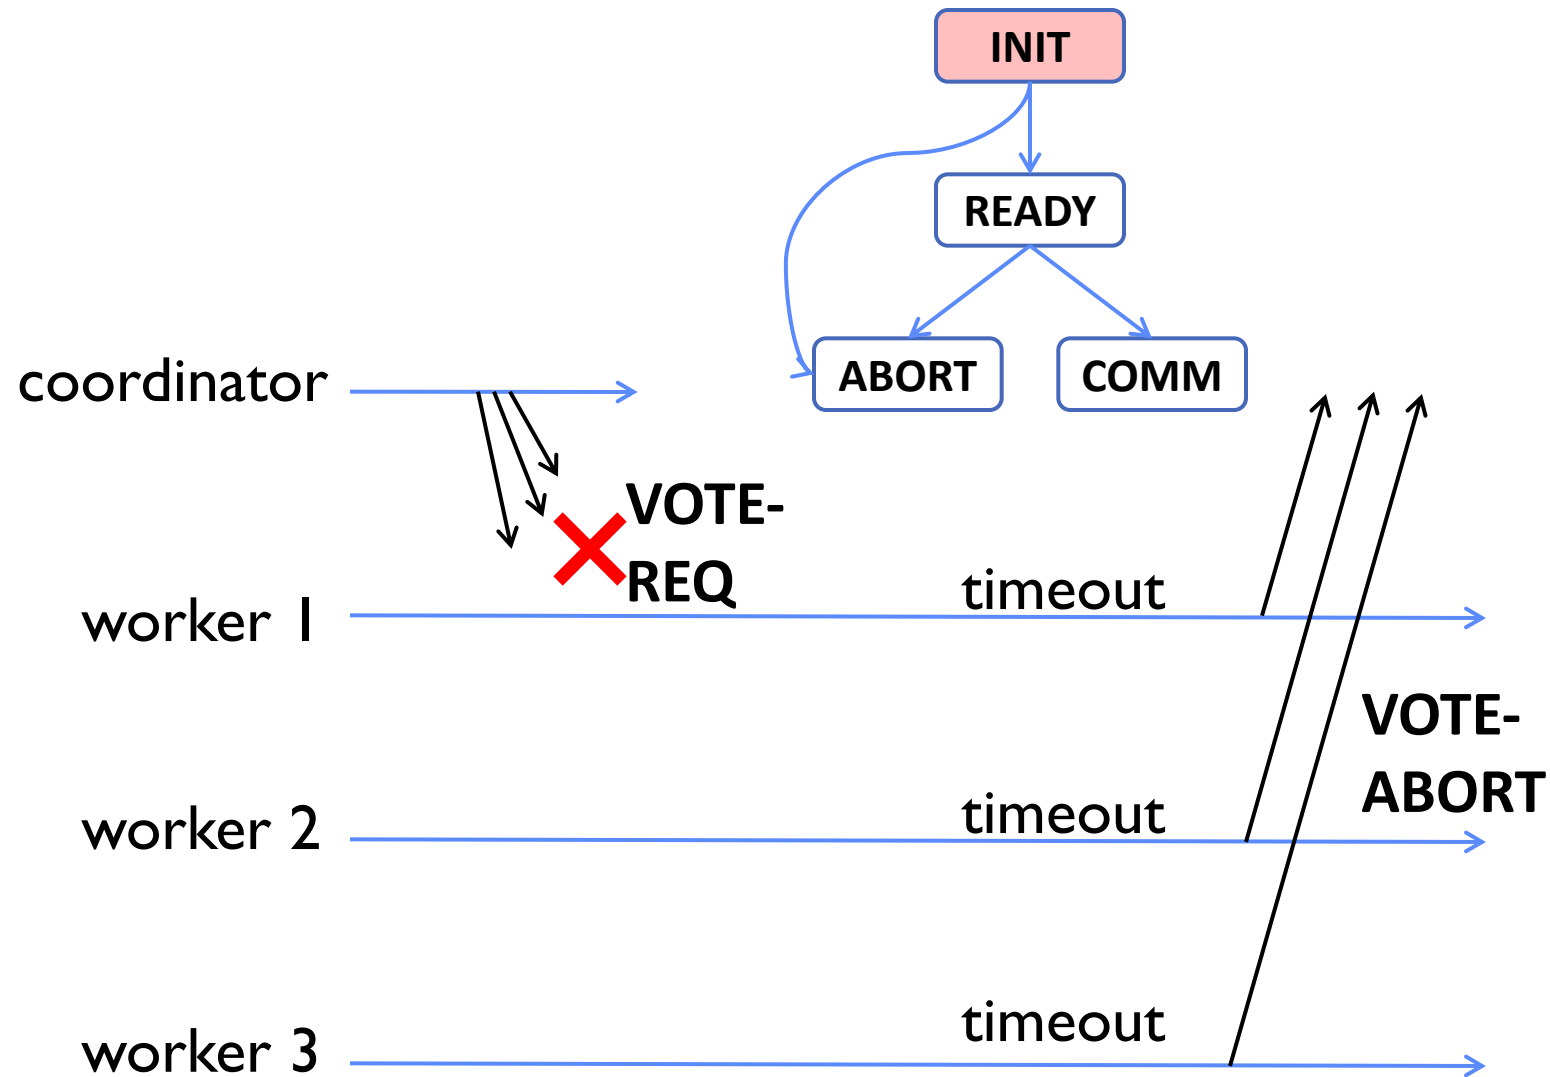 INIT
READY
ABORT
COMM
coordinator
VOTE-
REQ
timeout
worker 1
VOTE-
ABORT
timeout
worker 2
timeout
worker 3